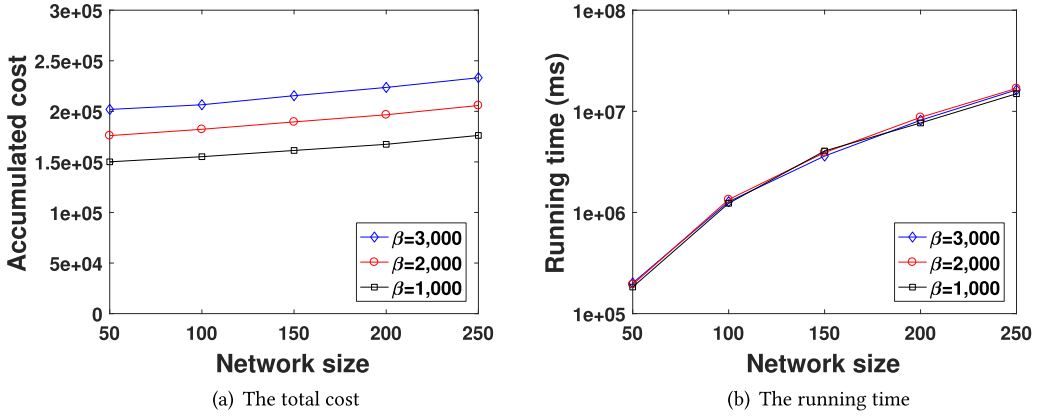 3e+05
2.5e+05
2e+05
1.5e+05
1e+05
5e+04
0
Accumulated cost
β=3,000
β=2,000
β=1,000
50 100 150 200 250
Network size
(a) The total cost
1e+08
1e+07
1e+06
1e+05
Running time (ms)
β=3,000
β=2,000
β=1,000
50 100 150 200 250
Network size
(b) The running time